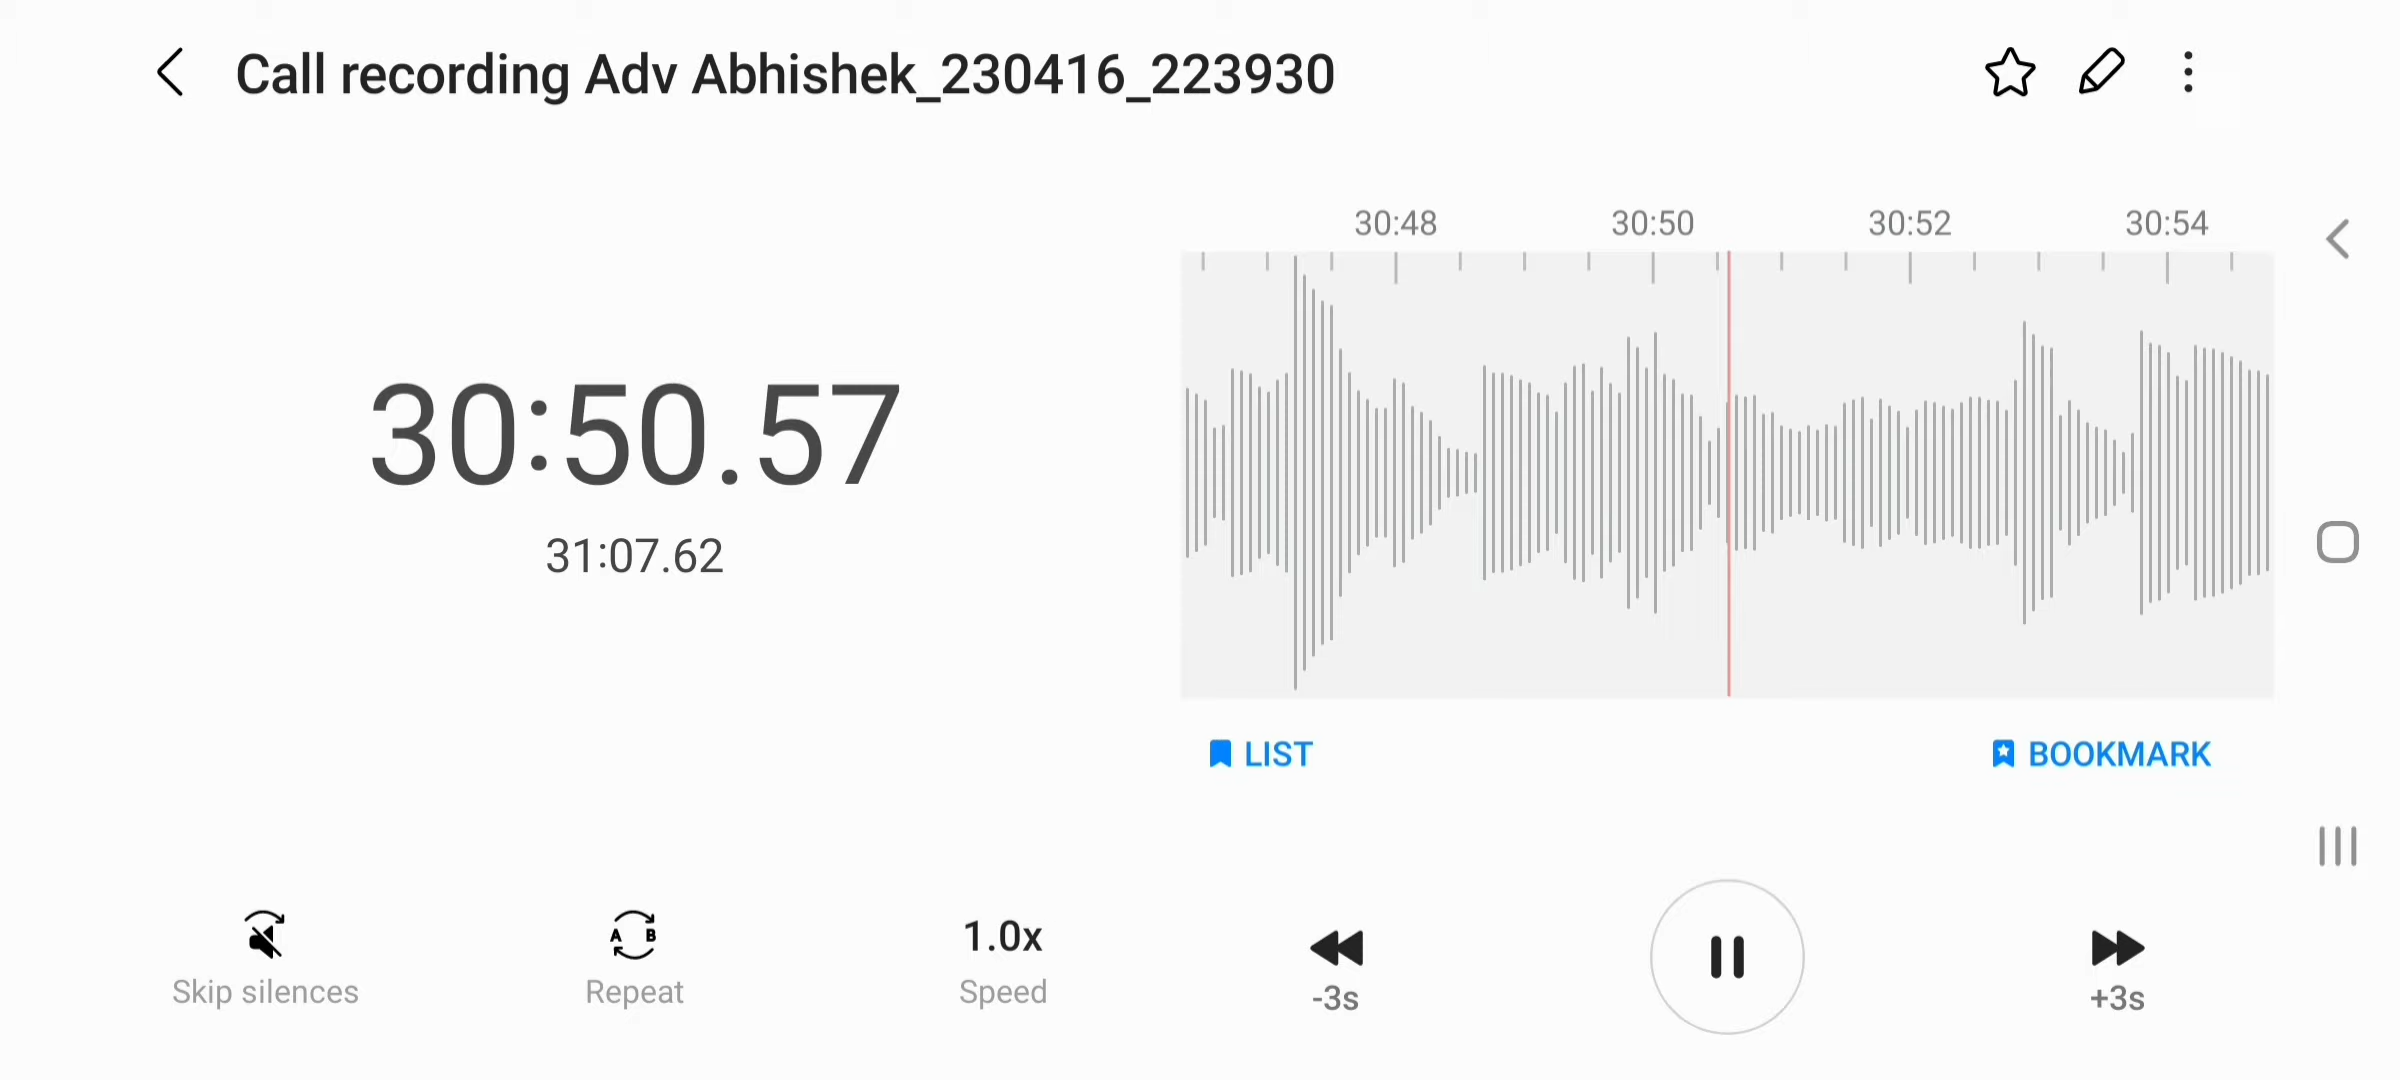 Call recording Adv Abhishek_230416_223930
30:48 30:50 30:52 30:54
30:50.57
31:07.62
LIST BOOKMARK
A B
1.0x
Skip silences Repeat Speed -3s +3s